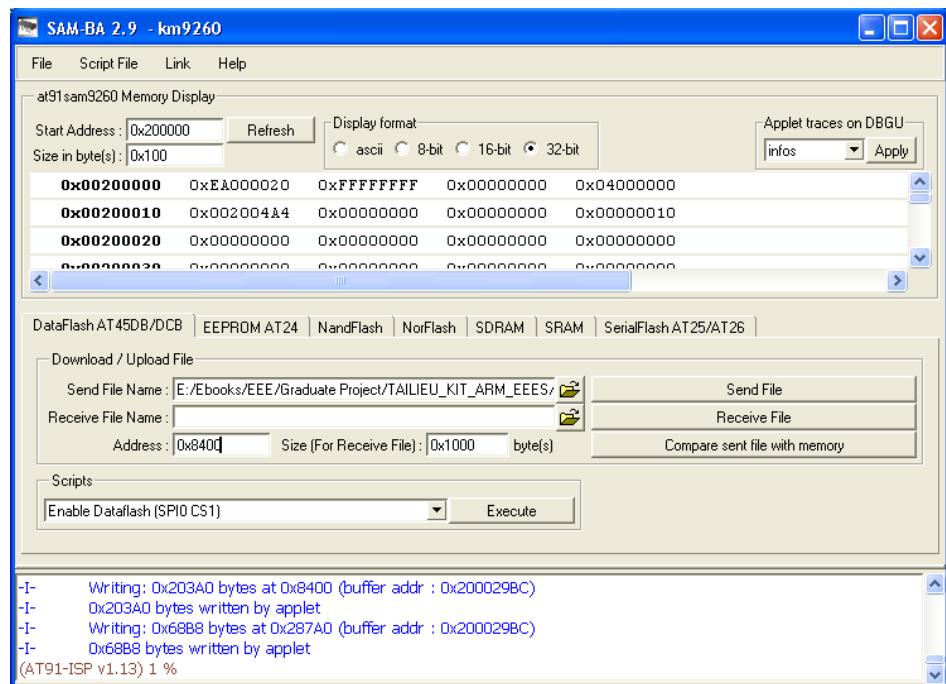 SAM-BA 2.9 - km9260
File Script File Link Help
at91sam9260 Memory Display
Start Address : 0x200000 Refresh
Size in byte(s) : 0x100
Display format
ascii 8-bit 16-bit 32-bit
Applet traces on DBGU
infos Apply
0x00200000 0xEA000020 0xFFFFFFFF 0x00000000 0x04000000
0x00200010 0x002004A4 0x00000000 0x00000000 0x00000010
0x00200020 0x00000000 0x00000000 0x00000000 0x00000000
0x00200030 0x00000000 0x00000000 0x00000000 0x00000000
DataFlash AT45DB/DCB EEPROM AT24 NandFlash NorFlash SDRAM SRAM SerialFlash AT25/AT26
Download / Upload File
Send File Name : E:/Ebooks/EEE/Graduate Project/TAILIEU_KIT_ARM_EEES/ Send File
Receive File Name : Receive File
Address : 0x8400 Size (For Receive File) : 0x1000 byte(s) Compare sent file with memory
Scripts
Enable Dataflash (SPI0 CS1) Execute
-I- Writing: 0x203A0 bytes at 0x8400 (buffer addr : 0x200029BC)
-I- 0x203A0 bytes written by applet
-I- Writing: 0x68B8 bytes at 0x287A0 (buffer addr : 0x200029BC)
-I- 0x68B8 bytes written by applet
(AT91-ISP v1.13) 1 %